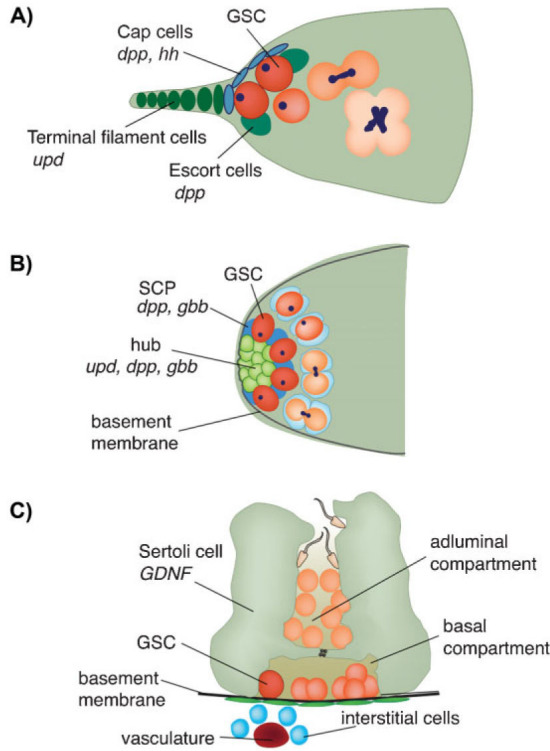 A)
GSC
Cap cells
dpp, hh
Terminal filament cells
upd
Escort cells
dpp
B)
GSC
SCP
dpp, gbb
hub
upd, dpp, gbb
basement
membrane
C)
Sertoli cell
GDNF
adluminal
compartment
GSC
basal
compartment
basement
membrane
interstitial cells
vasculature